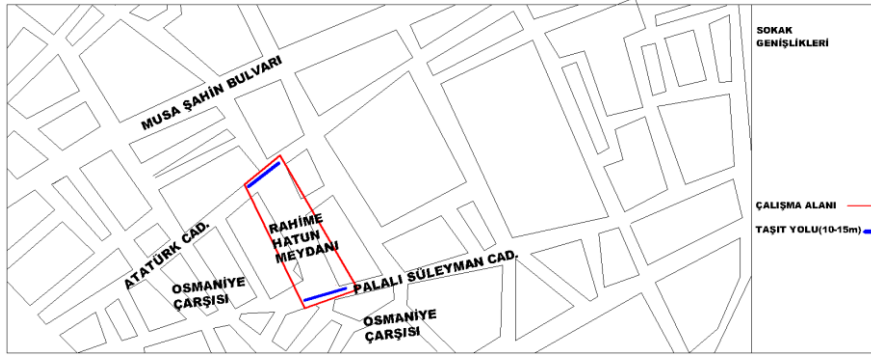 SOKAK
GENİŞLİKLERİ
MUSA ŞAHİN BULVARI
ÇALIŞMA ALANI
TAŞIT YOLU(10-15m)
ATATÜRK CAD.
RAHİME
HATUN
MEYDANI
PALALI SÜLEYMAN CAD.
OSMANİYE
ÇARŞISI
OSMANİYE
ÇARŞISI